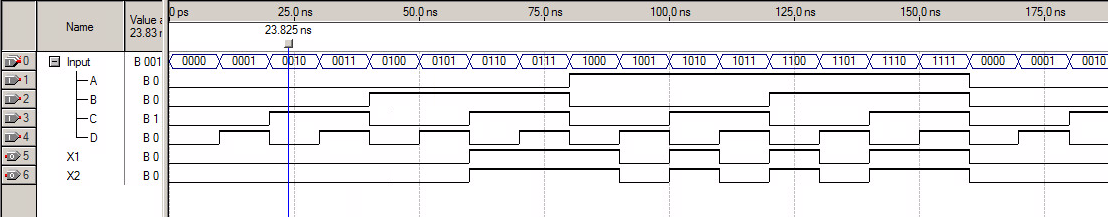 Name
Value a
23.83 n
0 ps 25.0 ns 50.0 ns 75.0 ns 100.0 ns 125.0 ns 150.0 ns 175.0 ns
23.825 ns
0 Input B 001 0000 0001 0010 0011 0100 0101 0110 0111 1000 1001 1010 1011 1100 1101 1110 1111 0000 0001 0010
1 A B 0
2 B B 0
3 C B 1
4 D B 0
5 X1 B 0
6 X2 B 0